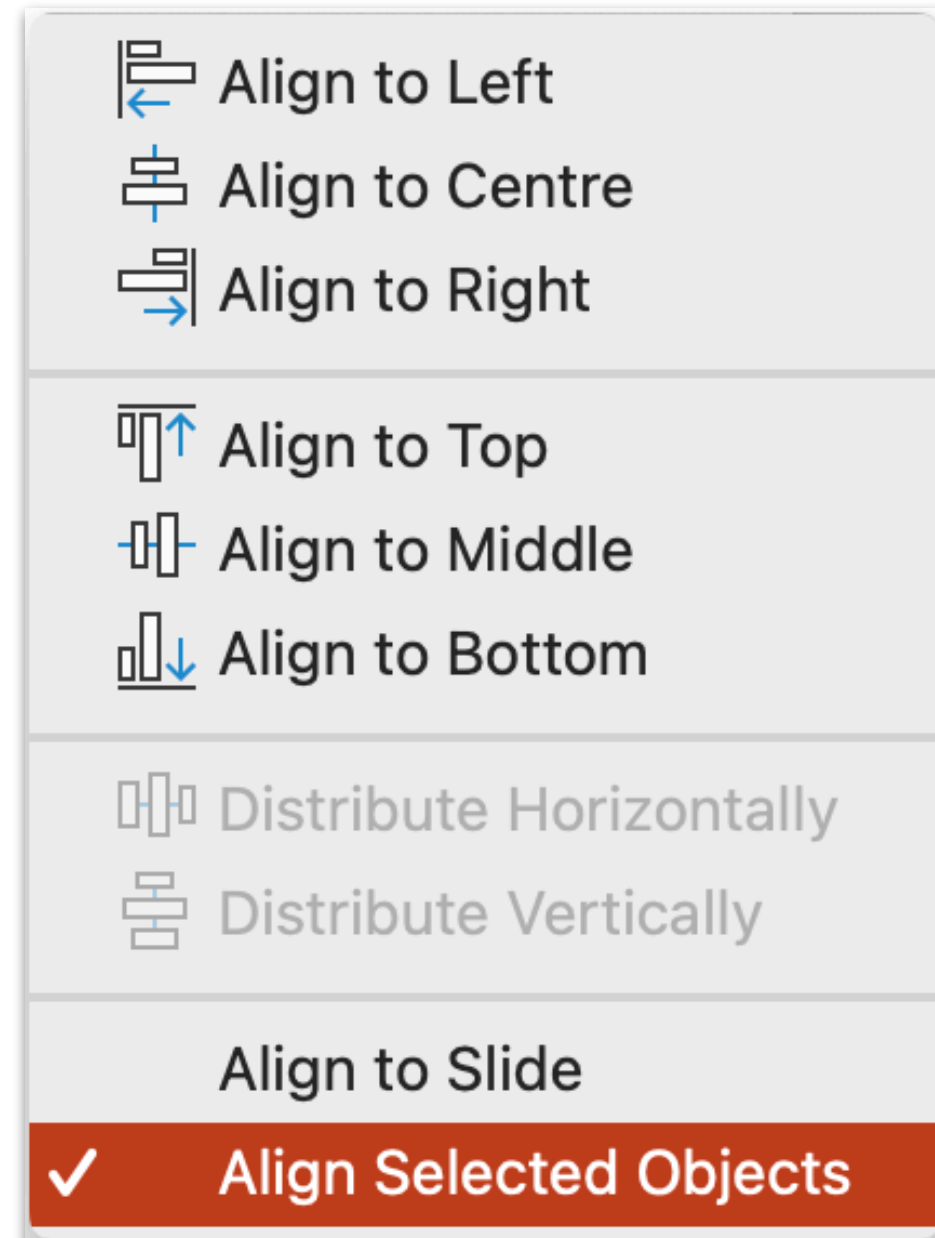 Align to Left
Align to Centre
Align to Right
Align to Top
Align to Middle
Align to Bottom
Distribute Horizontally
Distribute Vertically
Align to Slide
✓ Align Selected Objects